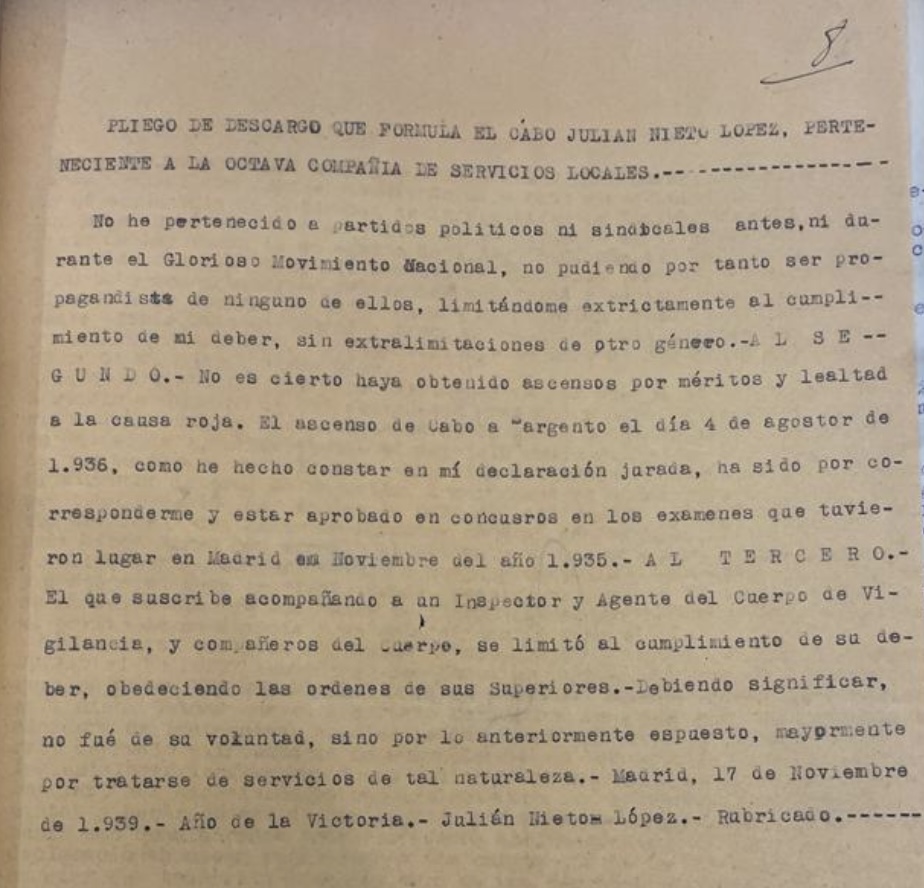 8
PLIEGO DE DESCARGO QUE FORMULA EL CABO JULIAN NIETO LOPEZ, PERTE-
NECIENTE A LA OCTAVA COMPAÑIA DE SERVICIOS LOCALES.-----------------
No he pertenecido a partidos politicos ni sindicales antes,ni du-
rante el Glorioso Movimiento Nacional, no pudiendo por tanto ser pro-
pagandista de ninguno de ellos, limitándome extrictamente al cumpli--
miento de mi deber, sin extralimitaciones de otro género.-A L S E --
G U N D O.- No es cierto haya obtenido ascensos por méritos y lealtad
a la causa roja. El ascenso de Cabo a "argento el día 4 de agostor de
1.936, como he hecho constar en mí declaración jurada, ha sido por co-
rresponderme y estar aprobado en concusros en los examenes que tuvie-
ron lugar en Madrid em Noviembre del año 1.935.- A L T E R C E R O.-
El que suscribe acompañando a un Inspector y Agente del Cuerpo de Vi-
gilancia, y compañeros del Cuerpo, se limitó al cumplimiento de su de-
ber, obedeciendo las ordenes de sus Superiores.-Debiendo significar,
no fué de su voluntad, sino por lo anteriormente espuesto, mayormente
por tratarse de servicios de tal naturaleza.- Madrid, 17 de Noviembre
de 1.939.- Año de la Victoria.- Julián Nieto López.- Rubricado.------